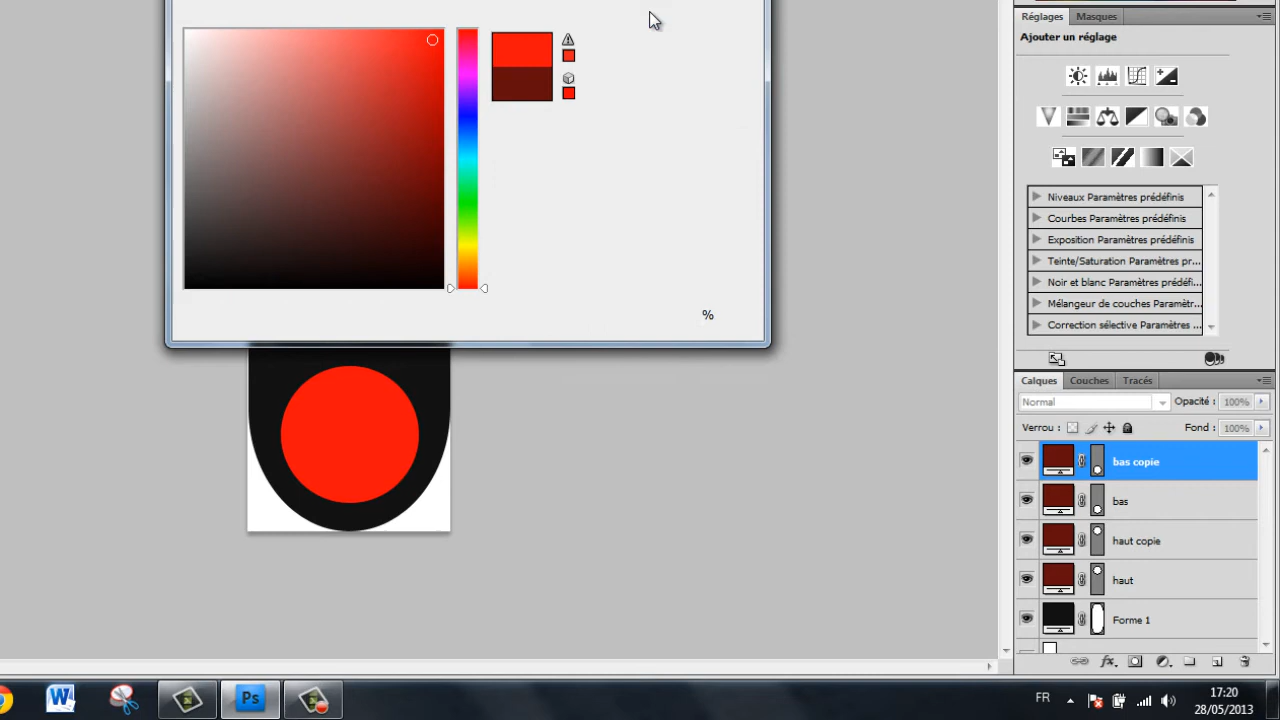 Réglages Masques
Ajouter un réglage
Niveaux Paramètres prédéfinis
Courbes Paramètres prédéfinis
Exposition Paramètres prédéfinis
Teinte/Saturation Paramètres pr...
Noir et blanc Paramètres prédéfi...
Mélangeur de couches Paramètr...
Correction sélective Paramètres ...
%
Calques Couches Tracés
Normal Opacité : 100%
Verrou : Fond : 100%
bas copie
bas
haut copie
haut
Forme 1
W Ps FR 17:20
28/05/2013